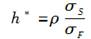 h* = ρ σ_S / σ_F